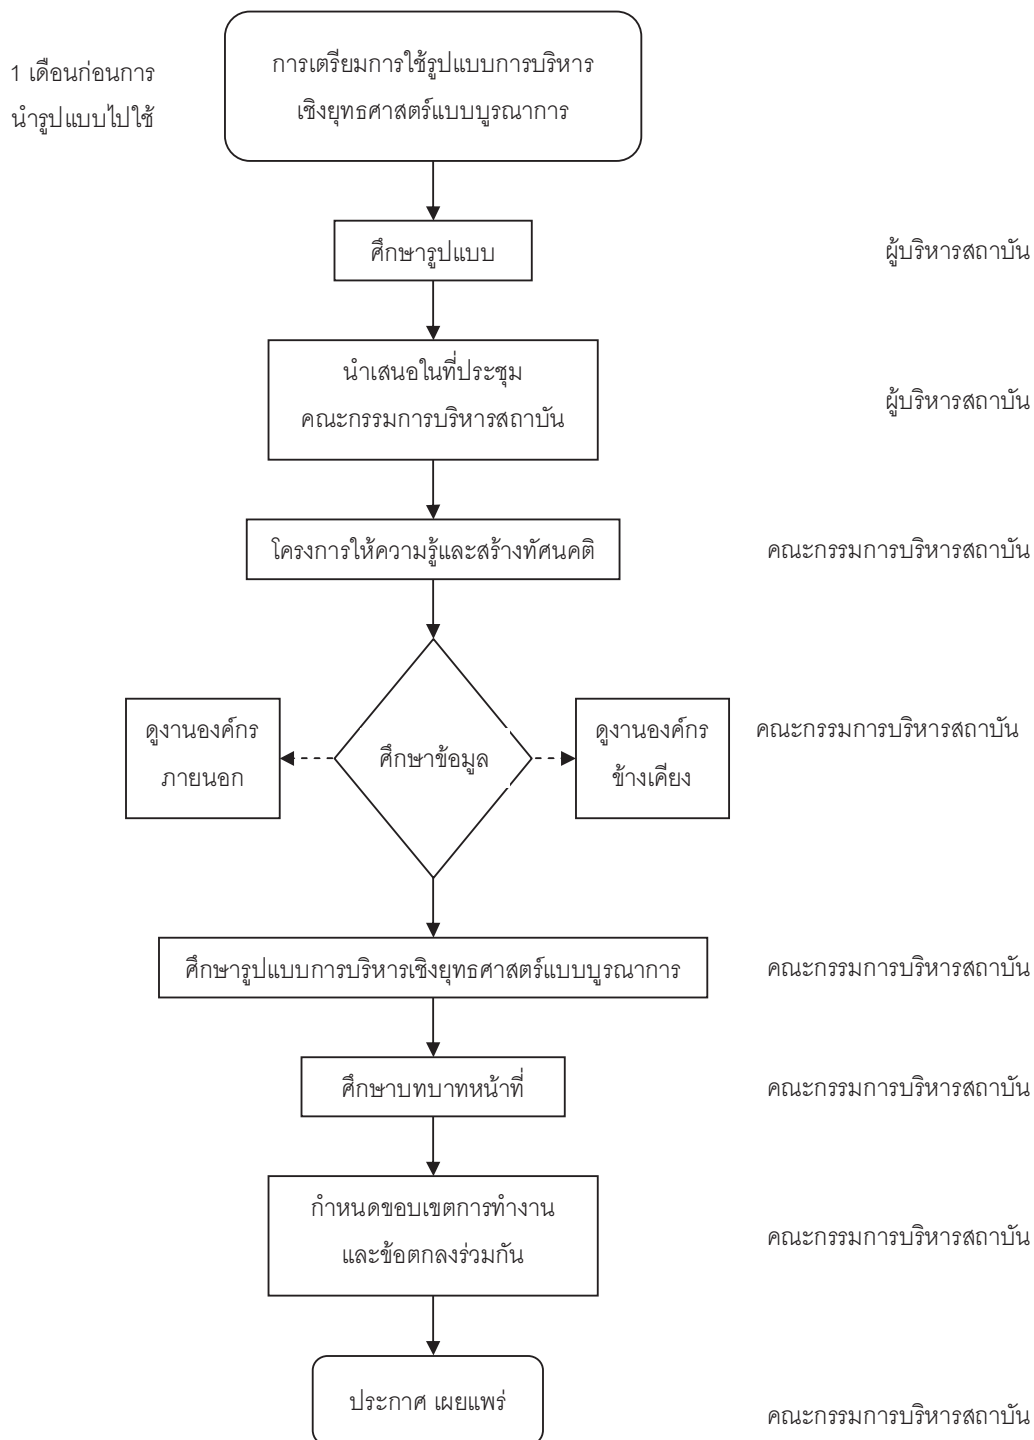 1 เดือนก่อนการ
นำรูปแบบไปใช้
การเตรียมการใช้รูปแบบการบริหาร
เชิงยุทธศาสตร์แบบบูรณาการ
ศึกษารูปแบบ
ผู้บริหารสถาบัน
นำเสนอในที่ประชุม
คณะกรรมการบริหารสถาบัน
ผู้บริหารสถาบัน
โครงการให้ความรู้และสร้างทัศนคติ
คณะกรรมการบริหารสถาบัน
ดูงานองค์กร
ภายนอก
ศึกษาข้อมูล
ดูงานองค์กร
ข้างเคียง
คณะกรรมการบริหารสถาบัน
ศึกษารูปแบบการบริหารเชิงยุทธศาสตร์แบบบูรณาการ
คณะกรรมการบริหารสถาบัน
ศึกษาบทบาทหน้าที่
คณะกรรมการบริหารสถาบัน
กำหนดขอบเขตการทำงาน
และข้อตกลงร่วมกัน
คณะกรรมการบริหารสถาบัน
ประกาศ เผยแพร่
คณะกรรมการบริหารสถาบัน